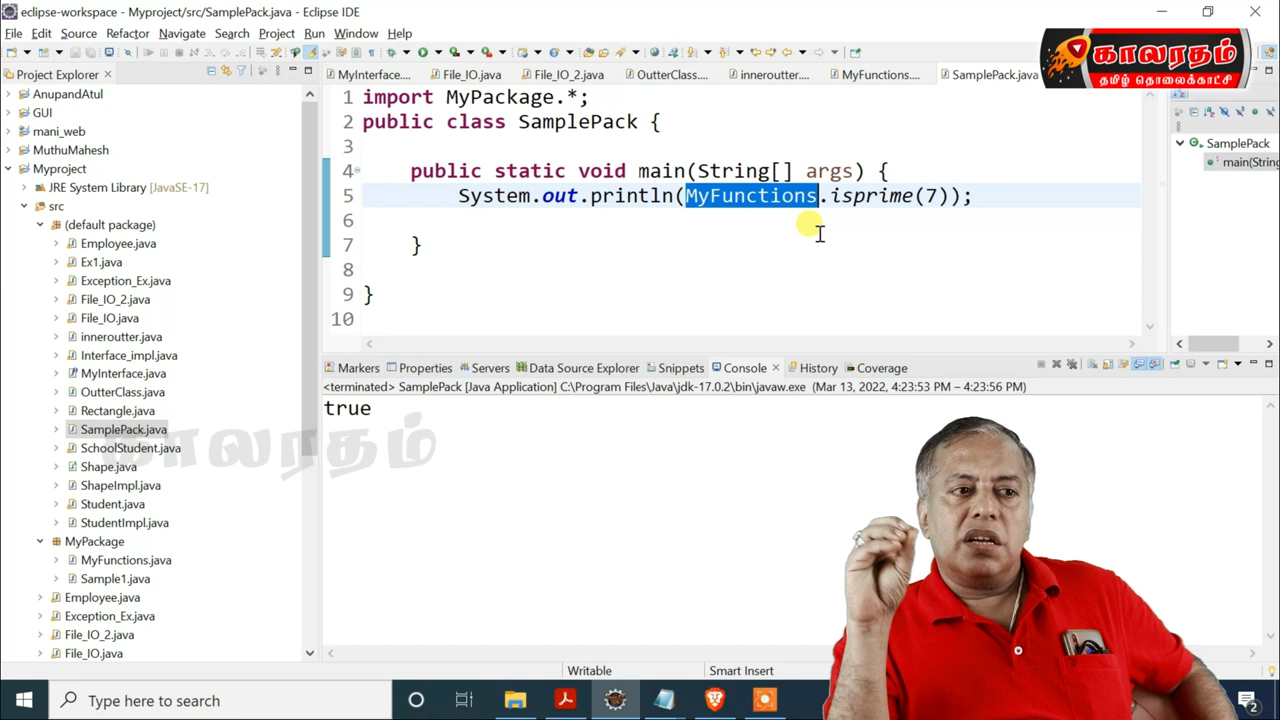 eclipse-workspace - Myproject/src/SamplePack.java - Eclipse IDE
File Edit Source Refactor Navigate Search Project Run Window Help
காலரதம்
தமிழ் தொலைக்காட்சி
Project Explorer
MyInterface.... File_IO.java File_IO_2.java OutterClass.... inneroutter.... MyFunctions.... SamplePack.java
AnupandAtul
GUI
mani_web
MuthuMahesh
Myproject
JRE System Library [JavaSE-17]
src
(default package)
Employee.java
Ex1.java
Exception_Ex.java
File_IO_2.java
File_IO.java
inneroutter.java
Interface_impl.java
MyInterface.java
OutterClass.java
Rectangle.java
SamplePack.java
SchoolStudent.java
Shape.java
ShapeImpl.java
Student.java
StudentImpl.java
MyPackage
MyFunctions.java
Sample1.java
Employee.java
Exception_Ex.java
File_IO_2.java
File_IO.java
1 import MyPackage.*;
2 public class SamplePack {
3
4 public static void main(String[] args) {
5 System.out.println(MyFunctions.isprime(7));
6
7 }
8
9 }
10
SamplePack
main(String
Markers Properties Servers Data Source Explorer Snippets Console History Coverage
<terminated> SamplePack [Java Application] C:\Program Files\Java\jdk-17.0.2\bin\javaw.exe (Mar 13, 2022, 4:23:53 PM – 4:23:56 PM)
true
காலரதம்
Writable Smart Insert
Type here to search
2